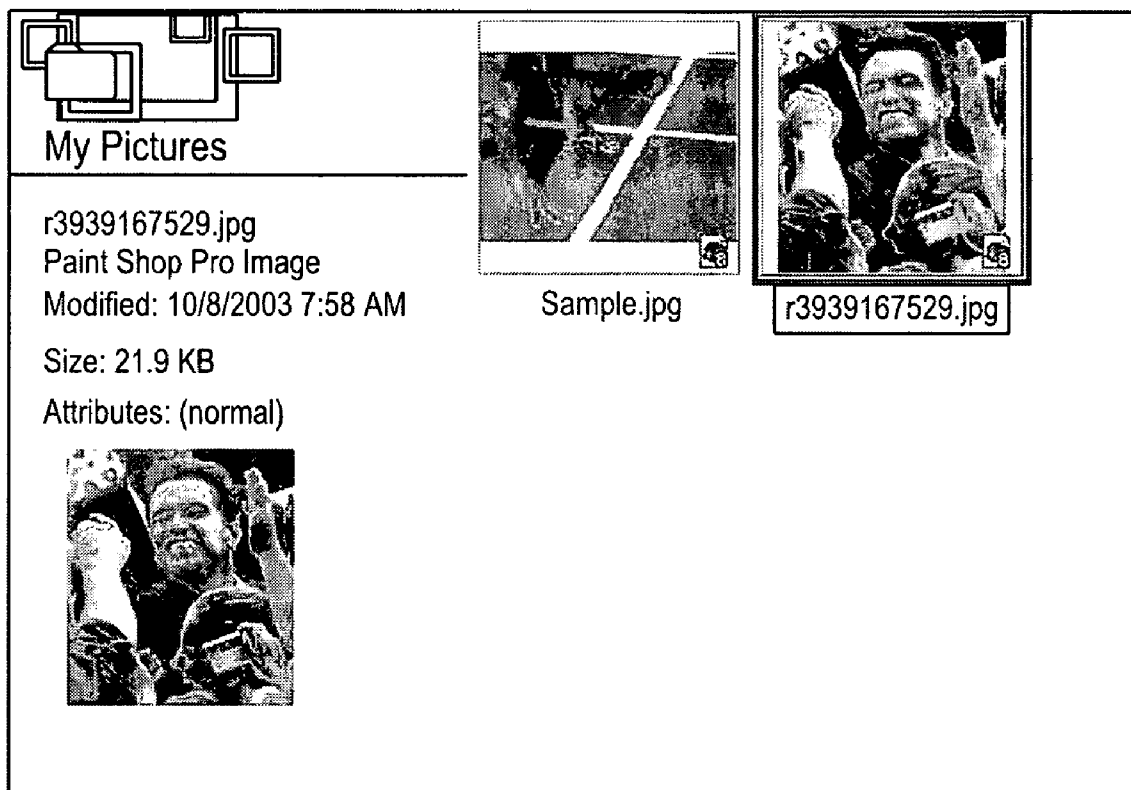 My Pictures
r3939167529.jpg
Paint Shop Pro Image
Modified: 10/8/2003 7:58 AM
Size: 21.9 KB
Attributes: (normal)
Sample.jpg
r3939167529.jpg